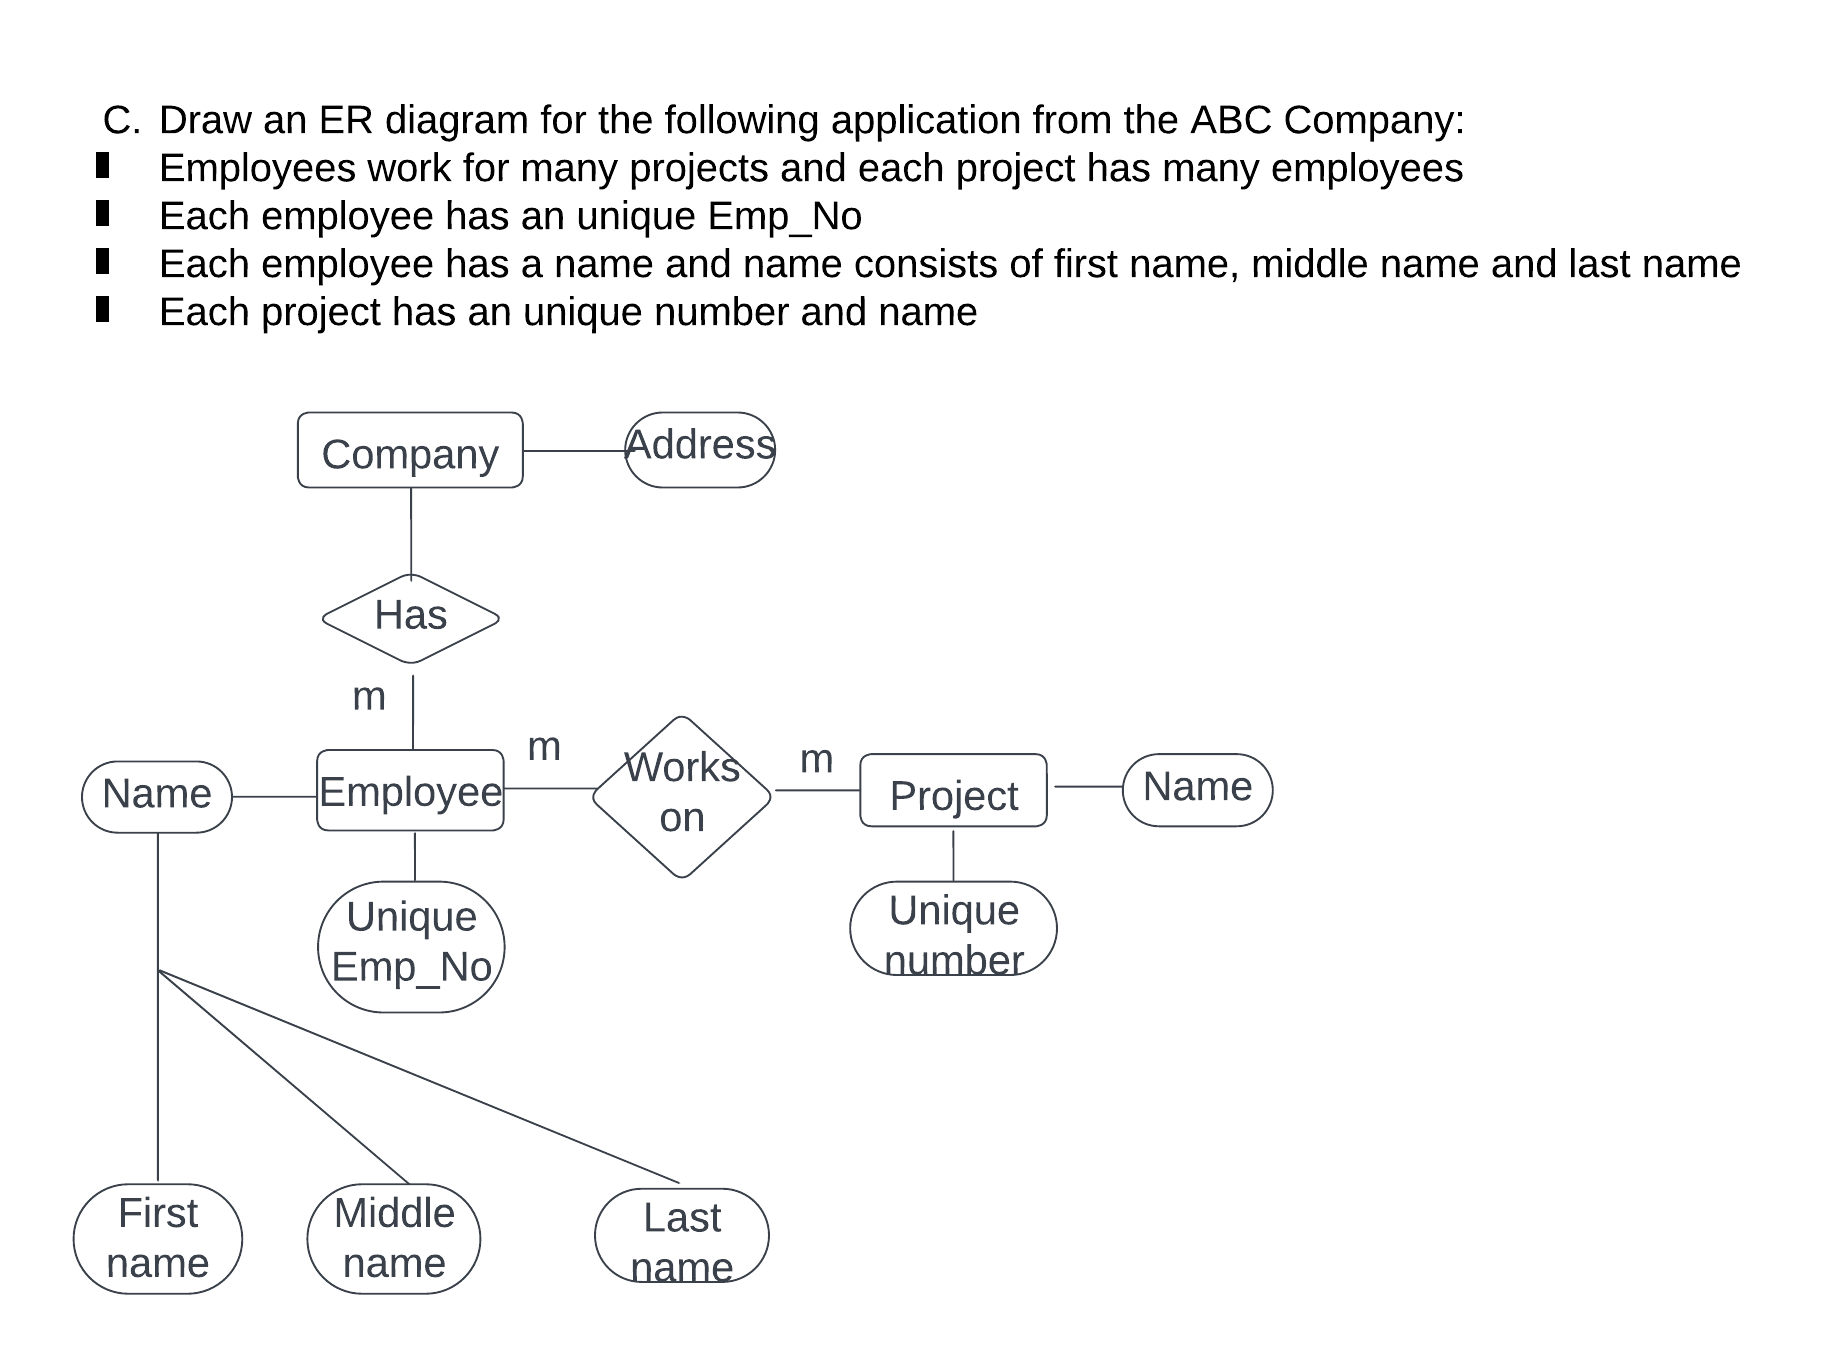 C. Draw an ER diagram for the following application from the ABC Company:
Employees work for many projects and each project has many employees
Each employee has an unique Emp_No
Each employee has a name and name consists of first name, middle name and last name
Each project has an unique number and name
Company
Address
Has
m
m
m
Name
Employee
Works
on
Project
Name
Unique
Emp_No
Unique
number
First
name
Middle
name
Last
name